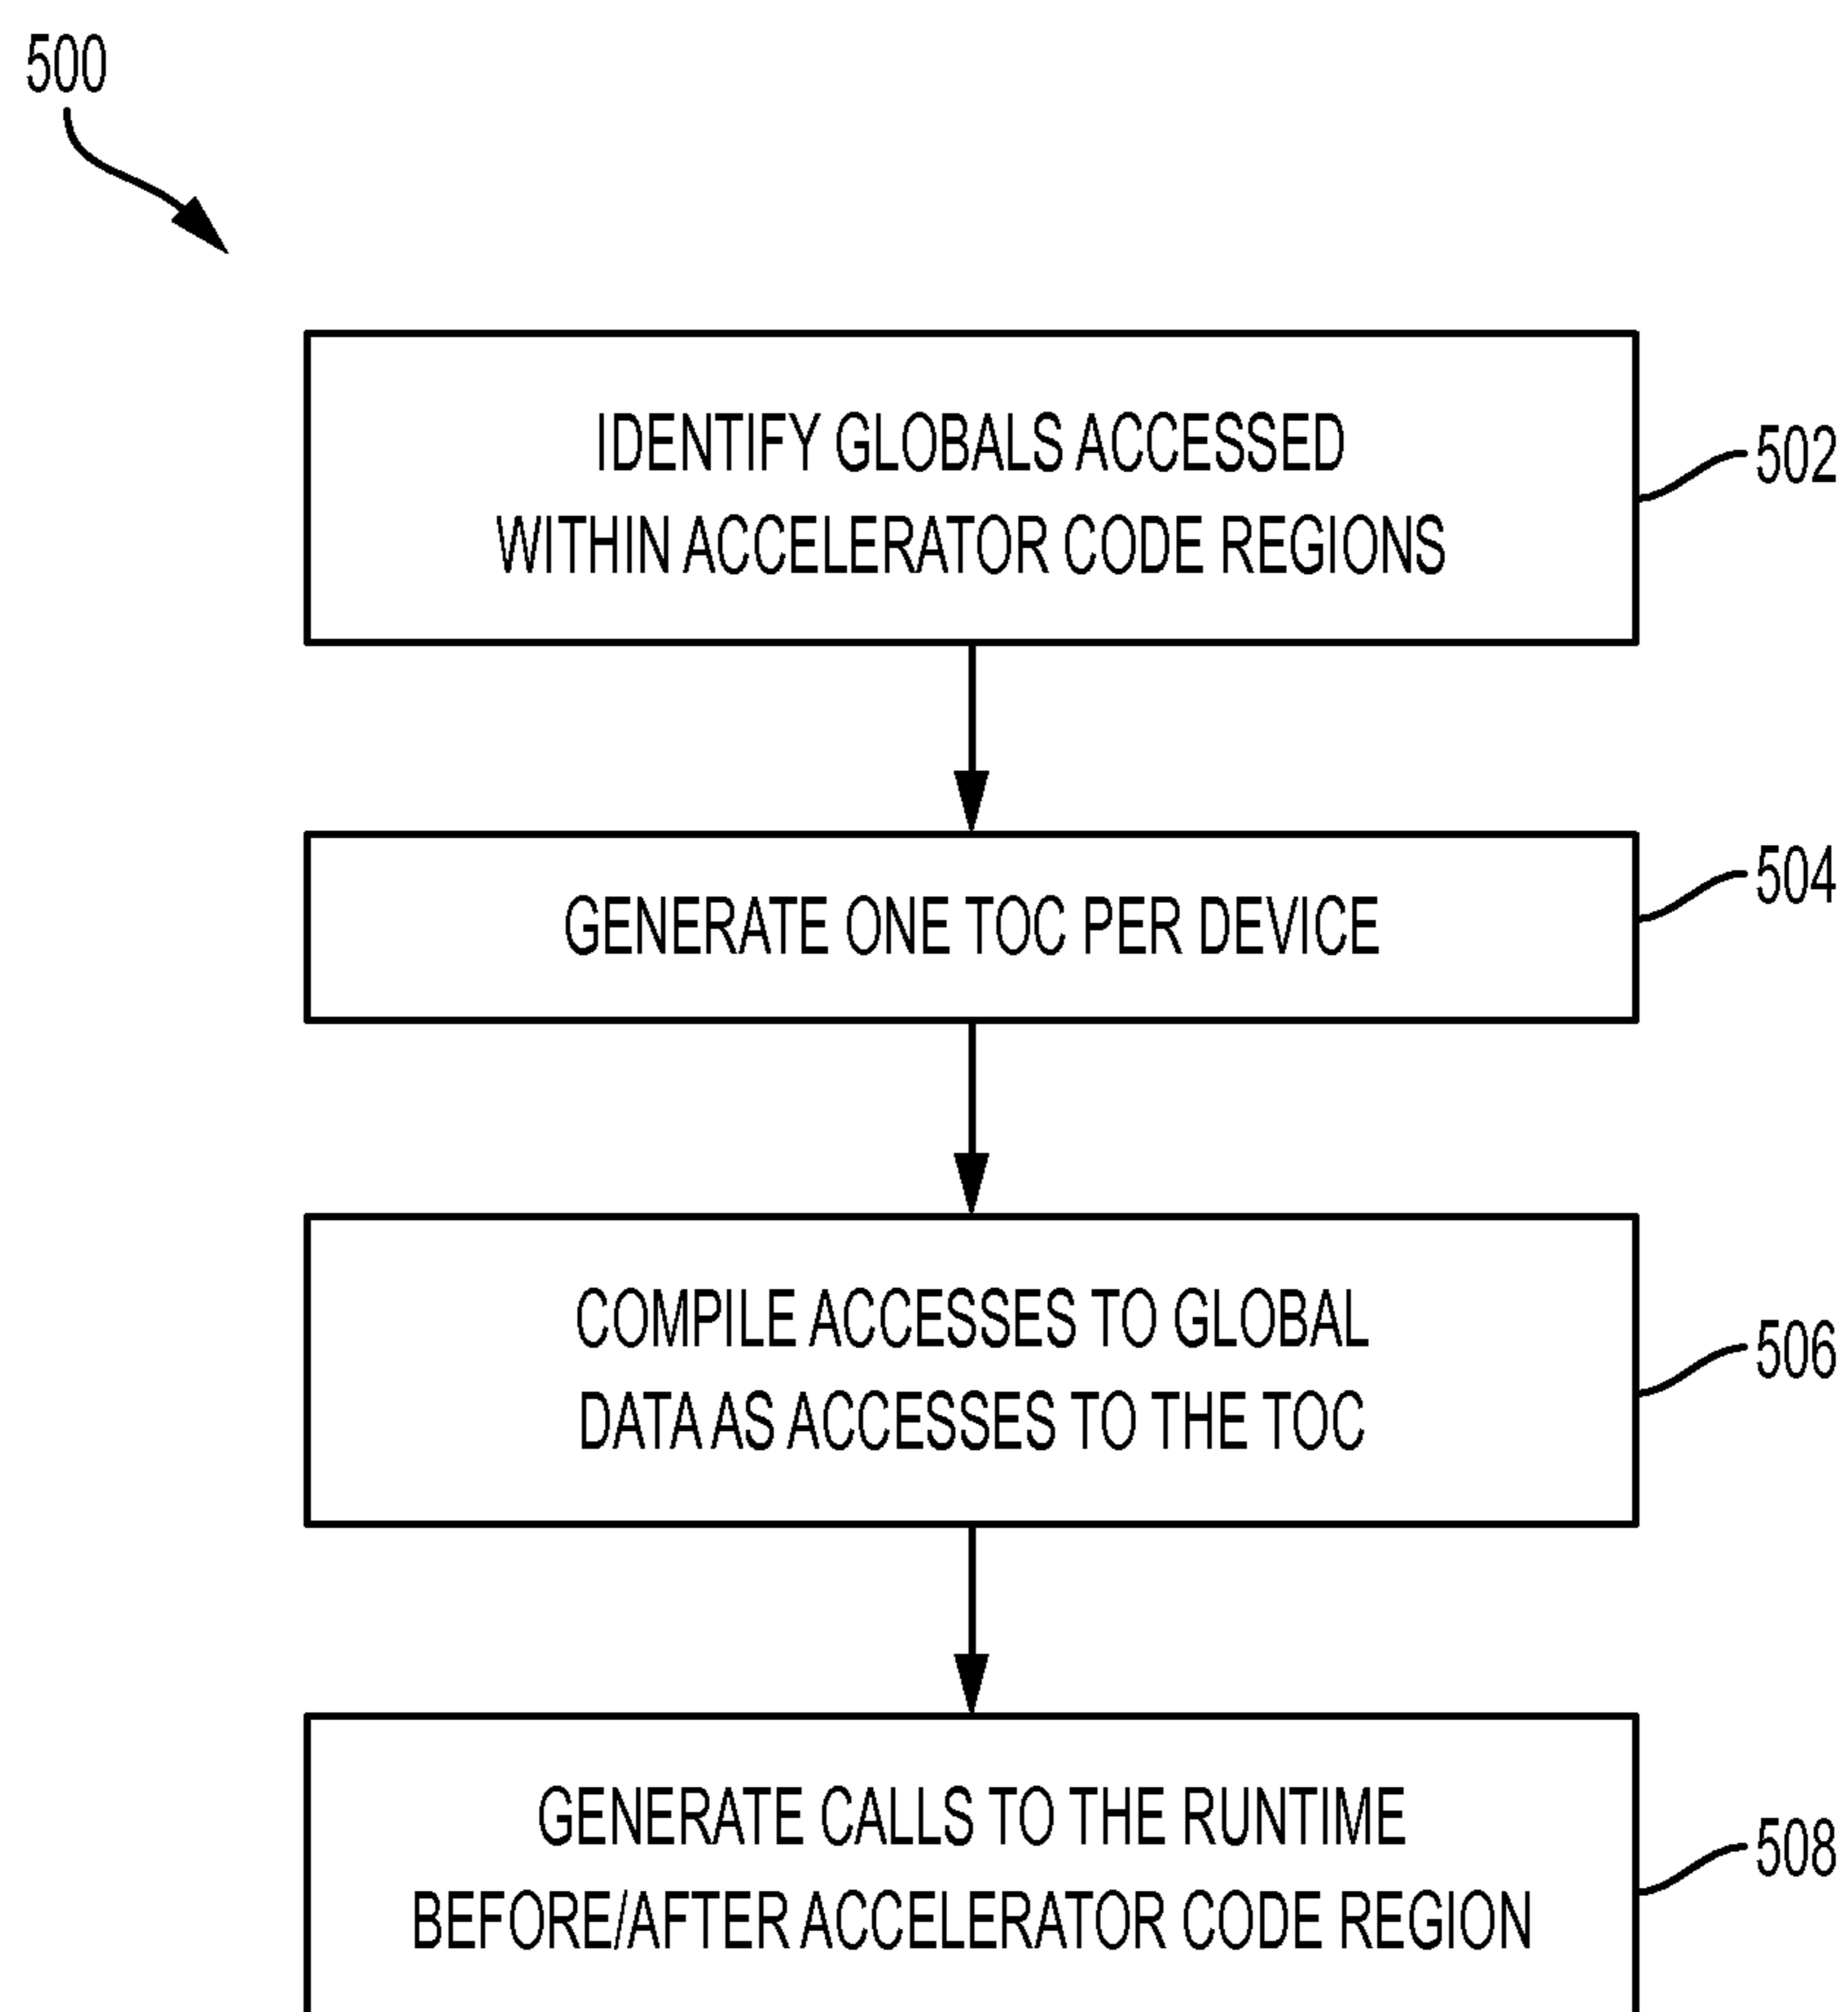 500
IDENTIFY GLOBALS ACCESSED
WITHIN ACCELERATOR CODE REGIONS
502
GENERATE ONE TOC PER DEVICE
504
COMPILE ACCESSES TO GLOBAL
DATA AS ACCESSES TO THE TOC
506
GENERATE CALLS TO THE RUNTIME
BEFORE/AFTER ACCELERATOR CODE REGION
508